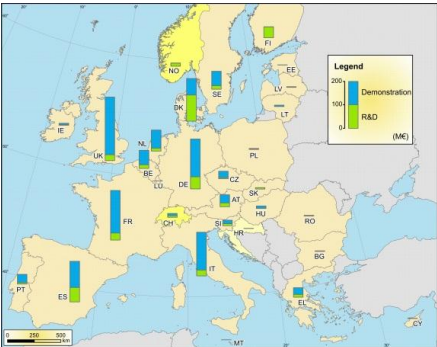 FI
NO
SE
EE
LV
LT
DK
IE
UK
NL
BE
LU
DE
PL
CZ
SK
AT
HU
FR
CH
SI
HR
RO
BG
IT
PT
ES
EL
MT
CY
Legend
200
100
0
Demonstration
R&D
(M€)
0 250 500
km